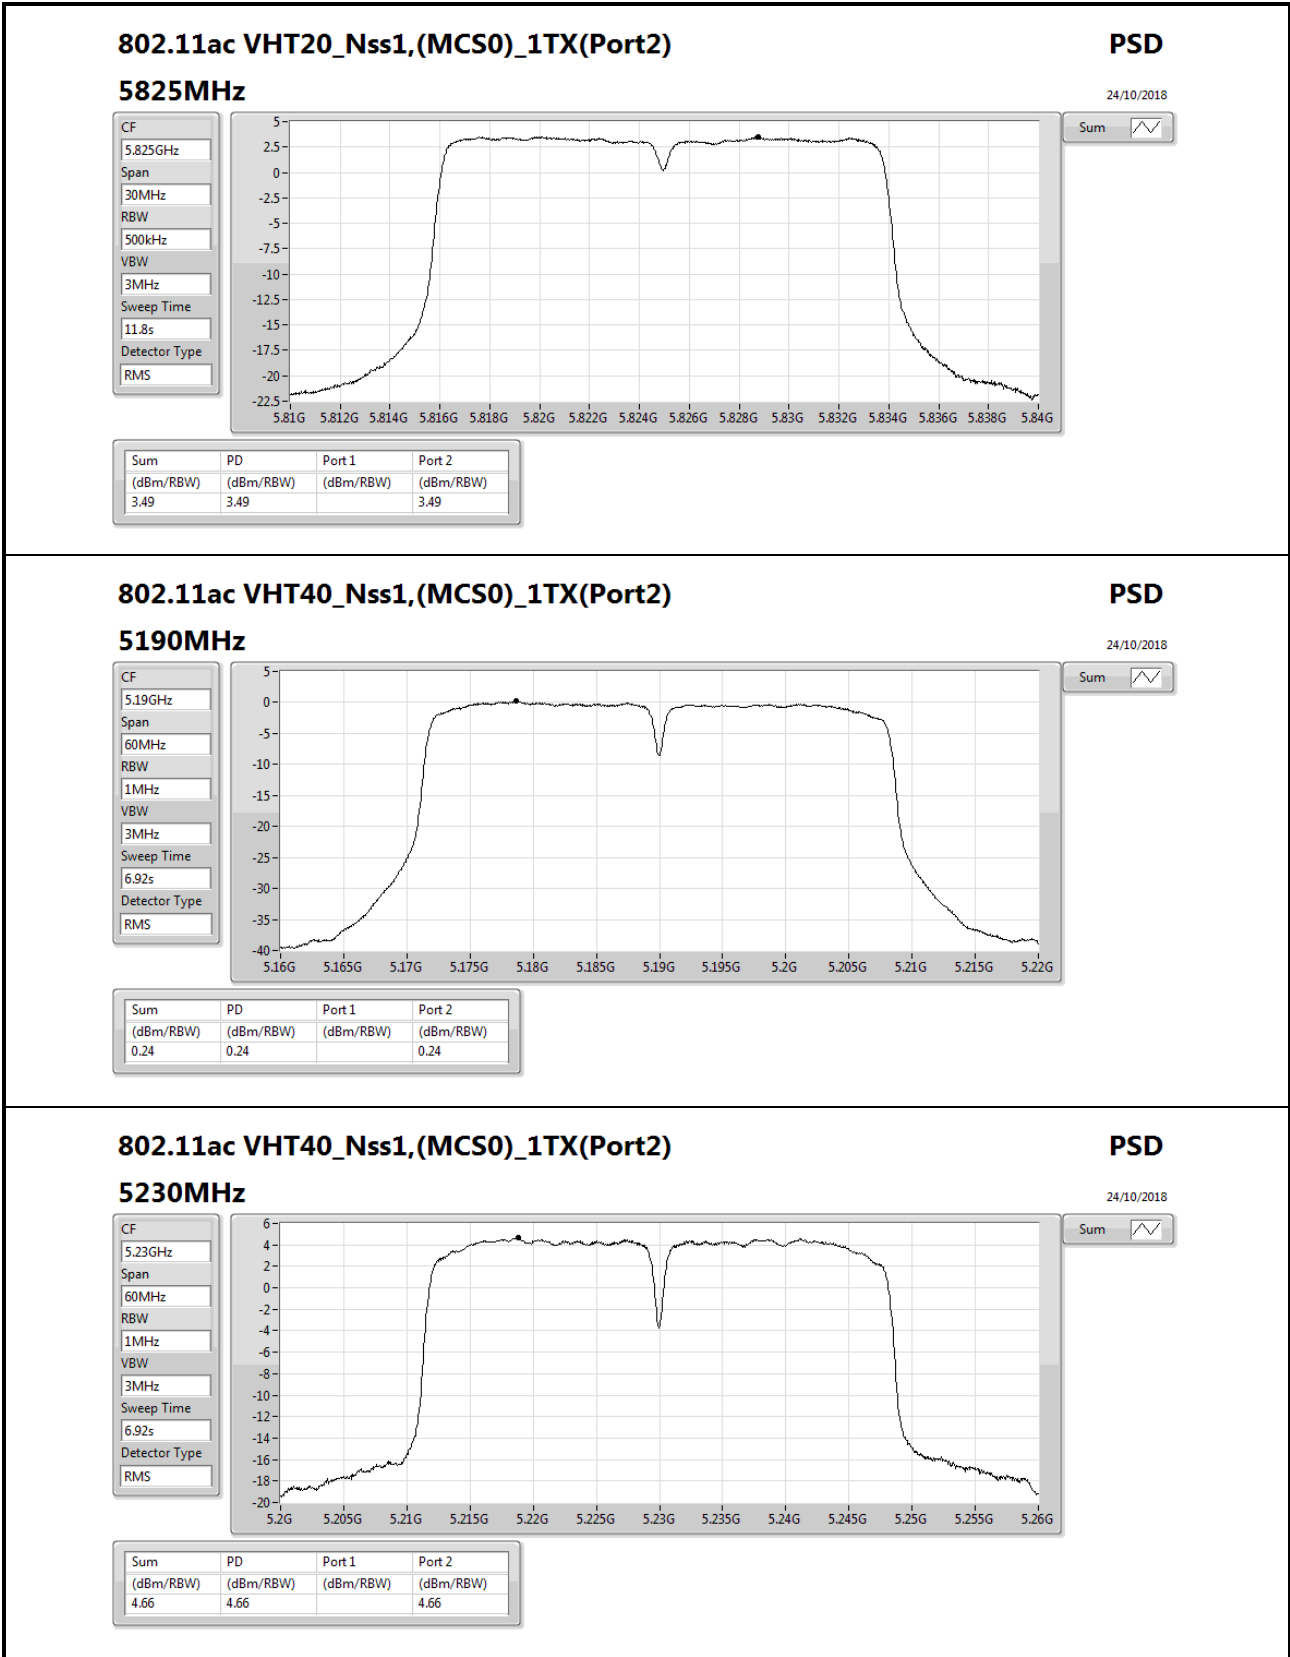 802.11ac VHT20_Nss1,(MCS0)_1TX(Port2) PSD
5825MHz 24/10/2018
CF
5.825GHz
Span
30MHz
RBW
500kHz
VBW
3MHz
Sweep Time
11.8s
Detector Type
RMS
5
2.5
0
-2.5
-5
-7.5
-10
-12.5
-15
-17.5
-20
-22.5
5.81G 5.812G 5.814G 5.816G 5.818G 5.82G 5.822G 5.824G 5.826G 5.828G 5.83G 5.832G 5.834G 5.836G 5.838G 5.84G
Sum
Sum PD Port 1 Port 2
(dBm/RBW) (dBm/RBW) (dBm/RBW) (dBm/RBW)
3.49 3.49 3.49
802.11ac VHT40_Nss1,(MCS0)_1TX(Port2) PSD
5190MHz 24/10/2018
CF
5.19GHz
Span
60MHz
RBW
1MHz
VBW
3MHz
Sweep Time
6.92s
Detector Type
RMS
5
0
-5
-10
-15
-20
-25
-30
-35
-40
5.16G 5.165G 5.17G 5.175G 5.18G 5.185G 5.19G 5.195G 5.2G 5.205G 5.21G 5.215G 5.22G
Sum
Sum PD Port 1 Port 2
(dBm/RBW) (dBm/RBW) (dBm/RBW) (dBm/RBW)
0.24 0.24 0.24
802.11ac VHT40_Nss1,(MCS0)_1TX(Port2) PSD
5230MHz 24/10/2018
CF
5.23GHz
Span
60MHz
RBW
1MHz
VBW
3MHz
Sweep Time
6.92s
Detector Type
RMS
6
4
2
0
-2
-4
-6
-8
-10
-12
-14
-16
-18
-20
5.2G 5.205G 5.21G 5.215G 5.22G 5.225G 5.23G 5.235G 5.24G 5.245G 5.25G 5.255G 5.26G
Sum
Sum PD Port 1 Port 2
(dBm/RBW) (dBm/RBW) (dBm/RBW) (dBm/RBW)
4.66 4.66 4.66